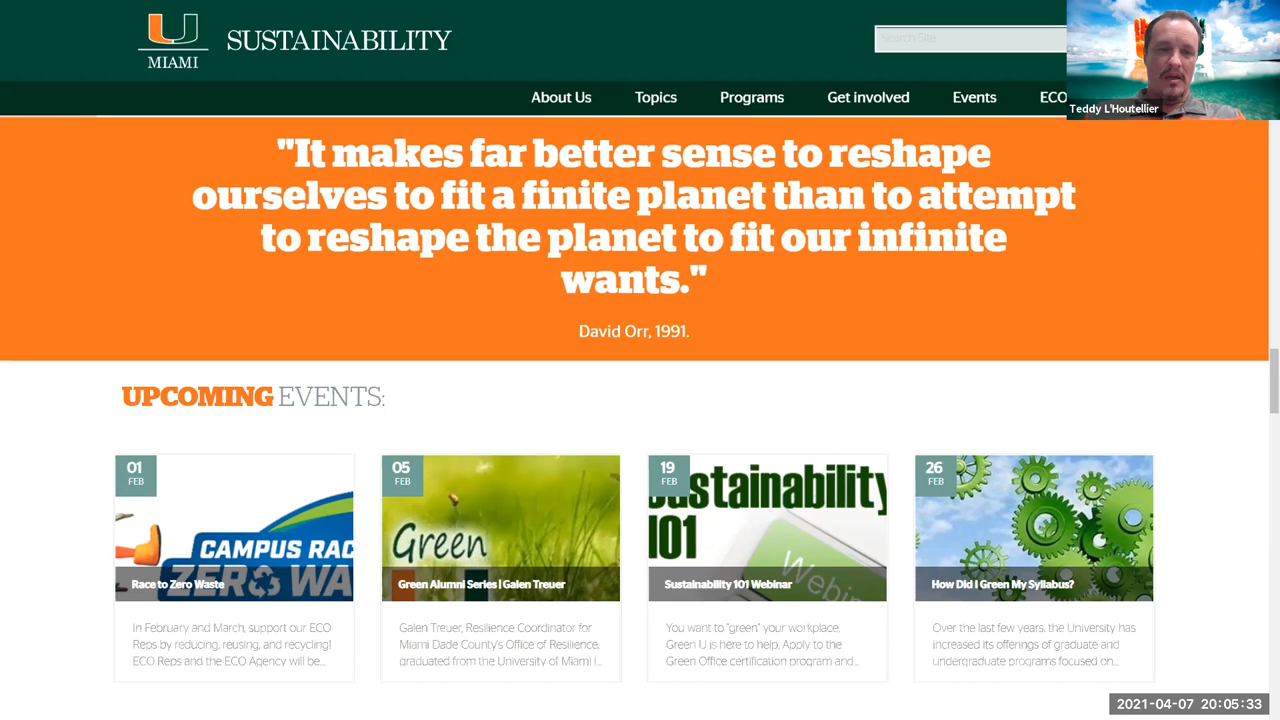 MIAMI
SUSTAINABILITY
Search Site
About Us
Topics
Programs
Get involved
Events
ECO
Teddy L'Houtellier
"It makes far better sense to reshape
ourselves to fit a finite planet than to attempt
to reshape the planet to fit our infinite
wants."
David Orr, 1991.
UPCOMING EVENTS:
01
FEB
CAMPUS RAC
ZERO WA
Race to Zero Waste
In February and March, support our ECO
Reps by reducing, reusing, and recycling!
ECO Reps and the ECO Agency will be...
05
FEB
Green
Green Alumni Series | Galen Treuer
Galen Treuer, Resilience Coordinator for
Miami Dade County's Office of Resilience,
graduated from the University of Miami (...
19
FEB
Sustainability
101
Webin
Sustainability 101 Webinar
You want to "green" your workplace,
Green U is here to help. Apply to the
Green Office certification program and...
26
FEB
How Did I Green My Syllabus?
Over the last few years, the University has
increased its offerings of graduate and
undergraduate programs focused on...
2021-04-07 20:05:33